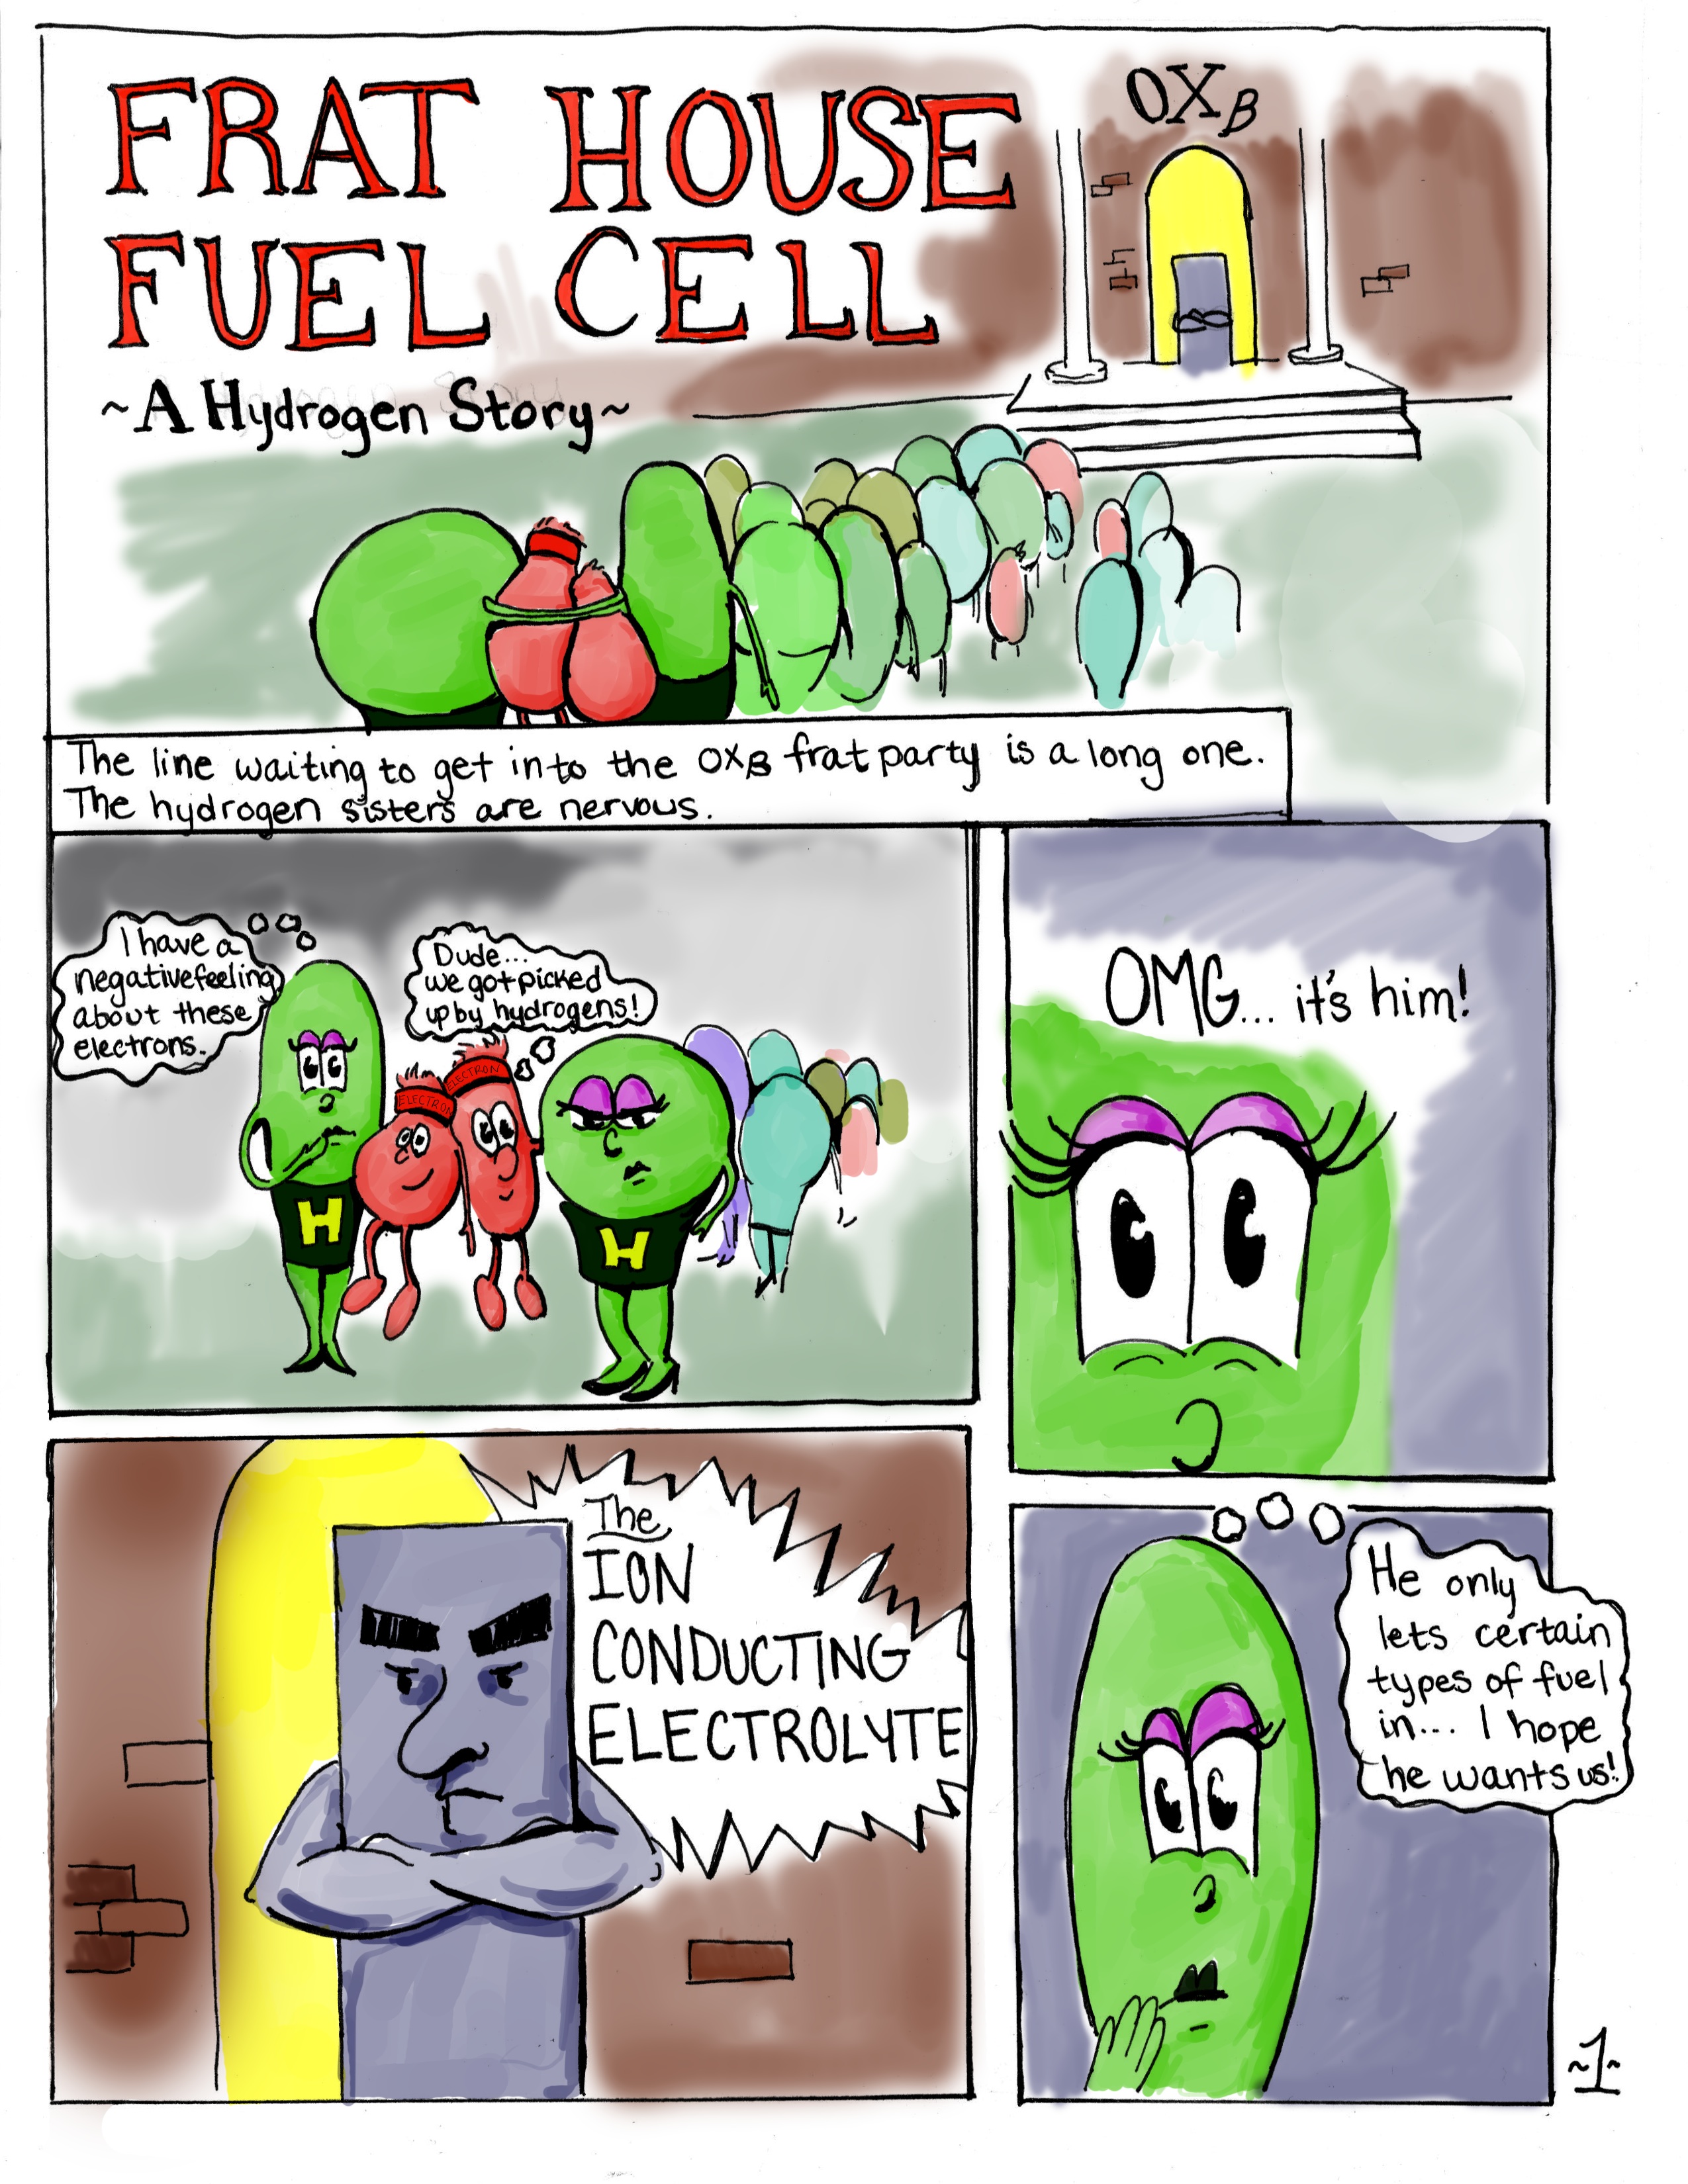 FRAT HOUSE
FUEL CELL
~A Hydrogen Story~
OXB
The line waiting to get into the OXB frat party is a long one.
The hydrogen sisters are nervous.
I have a
negative feeling
about these
electrons.
Dude...
we got picked
up by hydrogens!
ELECTRON
ELECTRON
H
H
OMG... it's him!
The
ION
CONDUCTING
ELECTROLYTE
He only
lets certain
types of fuel
in... I hope
he wants us!
~1~